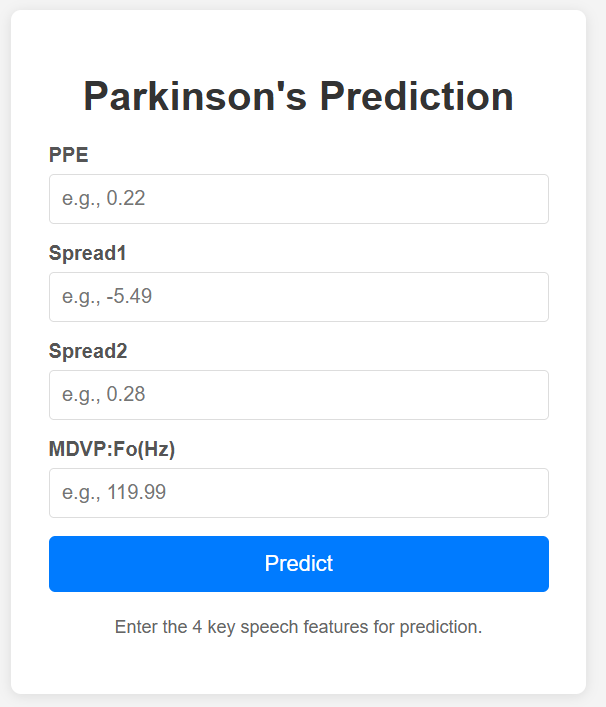 Parkinson's Prediction
PPE
e.g., 0.22
Spread1
e.g., -5.49
Spread2
e.g., 0.28
MDVP:Fo(Hz)
e.g., 119.99
Predict
Enter the 4 key speech features for prediction.